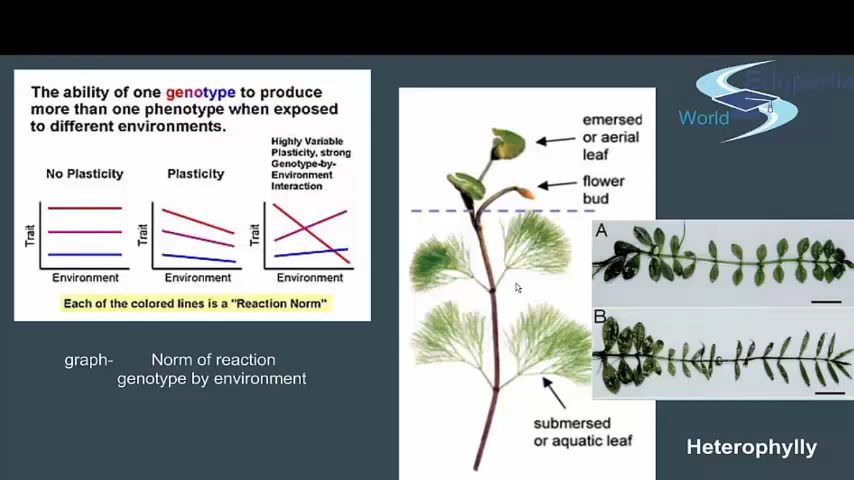 The ability of one genotype to produce
more than one phenotype when exposed
to different environments.
No Plasticity
Plasticity
Highly Variable
Plasticity, strong
Genotype-by-
Environment
Interaction
Trait
Trait
Trait
Environment
Environment
Environment
Each of the colored lines is a "Reaction Norm"
graph- Norm of reaction
genotype by environment
emersed
or aerial
leaf
flower
bud
submersed
or aquatic leaf
World
A
B
Heterophylly